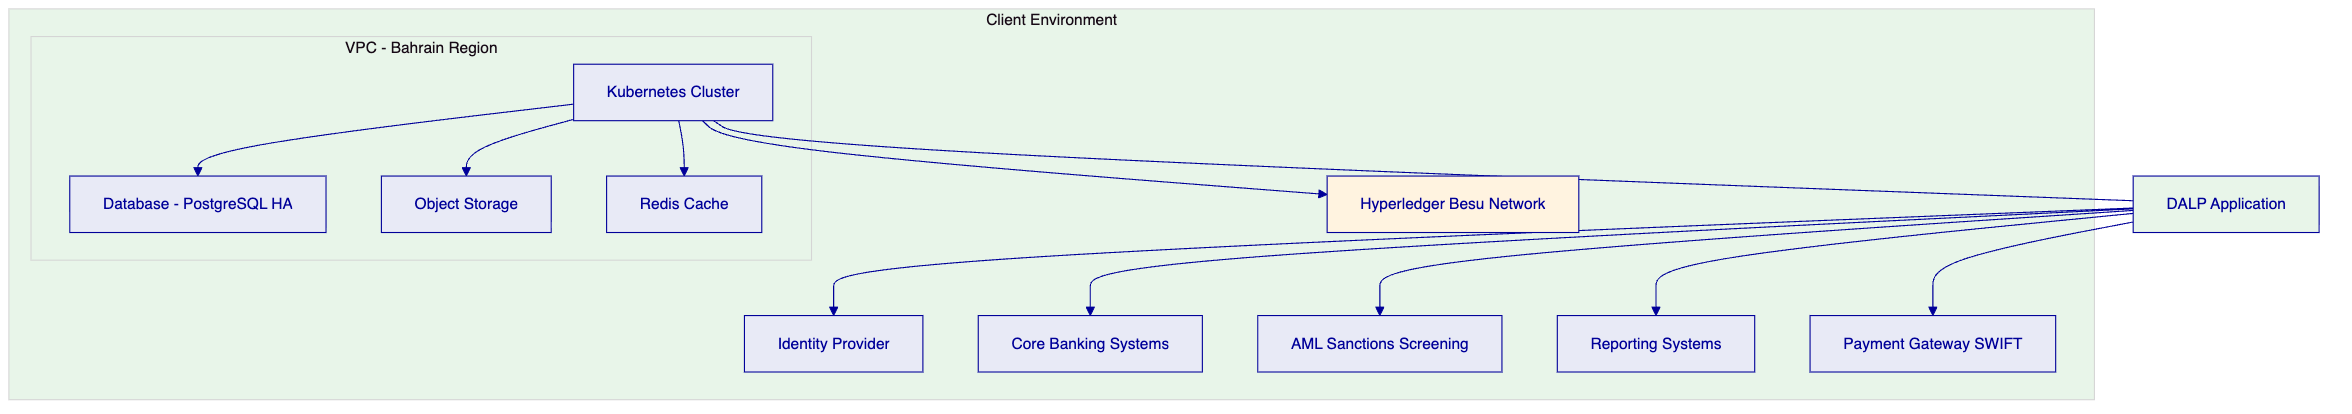 Client Environment
VPC - Bahrain Region
Kubernetes Cluster
Database - PostgreSQL HA
Object Storage
Redis Cache
Hyperledger Besu Network
DALP Application
Identity Provider
Core Banking Systems
AML Sanctions Screening
Reporting Systems
Payment Gateway SWIFT